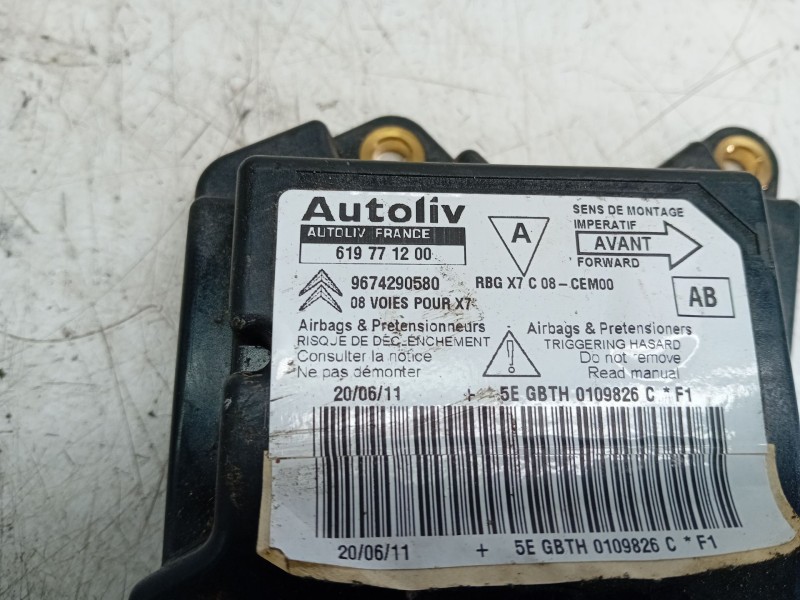 Autoliv
AUTOLIV FRANCE
619 77 12 00
A
SENS DE MONTAGE
IMPERATIF
AVANT
FORWARD
9674290580
08 VOIES POUR X7
RBG X7 C 08-CEM00
AB
Airbags & Pretensionneurs
RISQUE DE DECLENCHEMENT
Consulter la notice
Ne pas démonter
Airbags & Pretensioners
TRIGGERING HASARD
Do not remove
Read manual
20/06/11 + 5E GBTH 0109826 C * F1
20/06/11 + 5E GBTH 0109826 C * F1